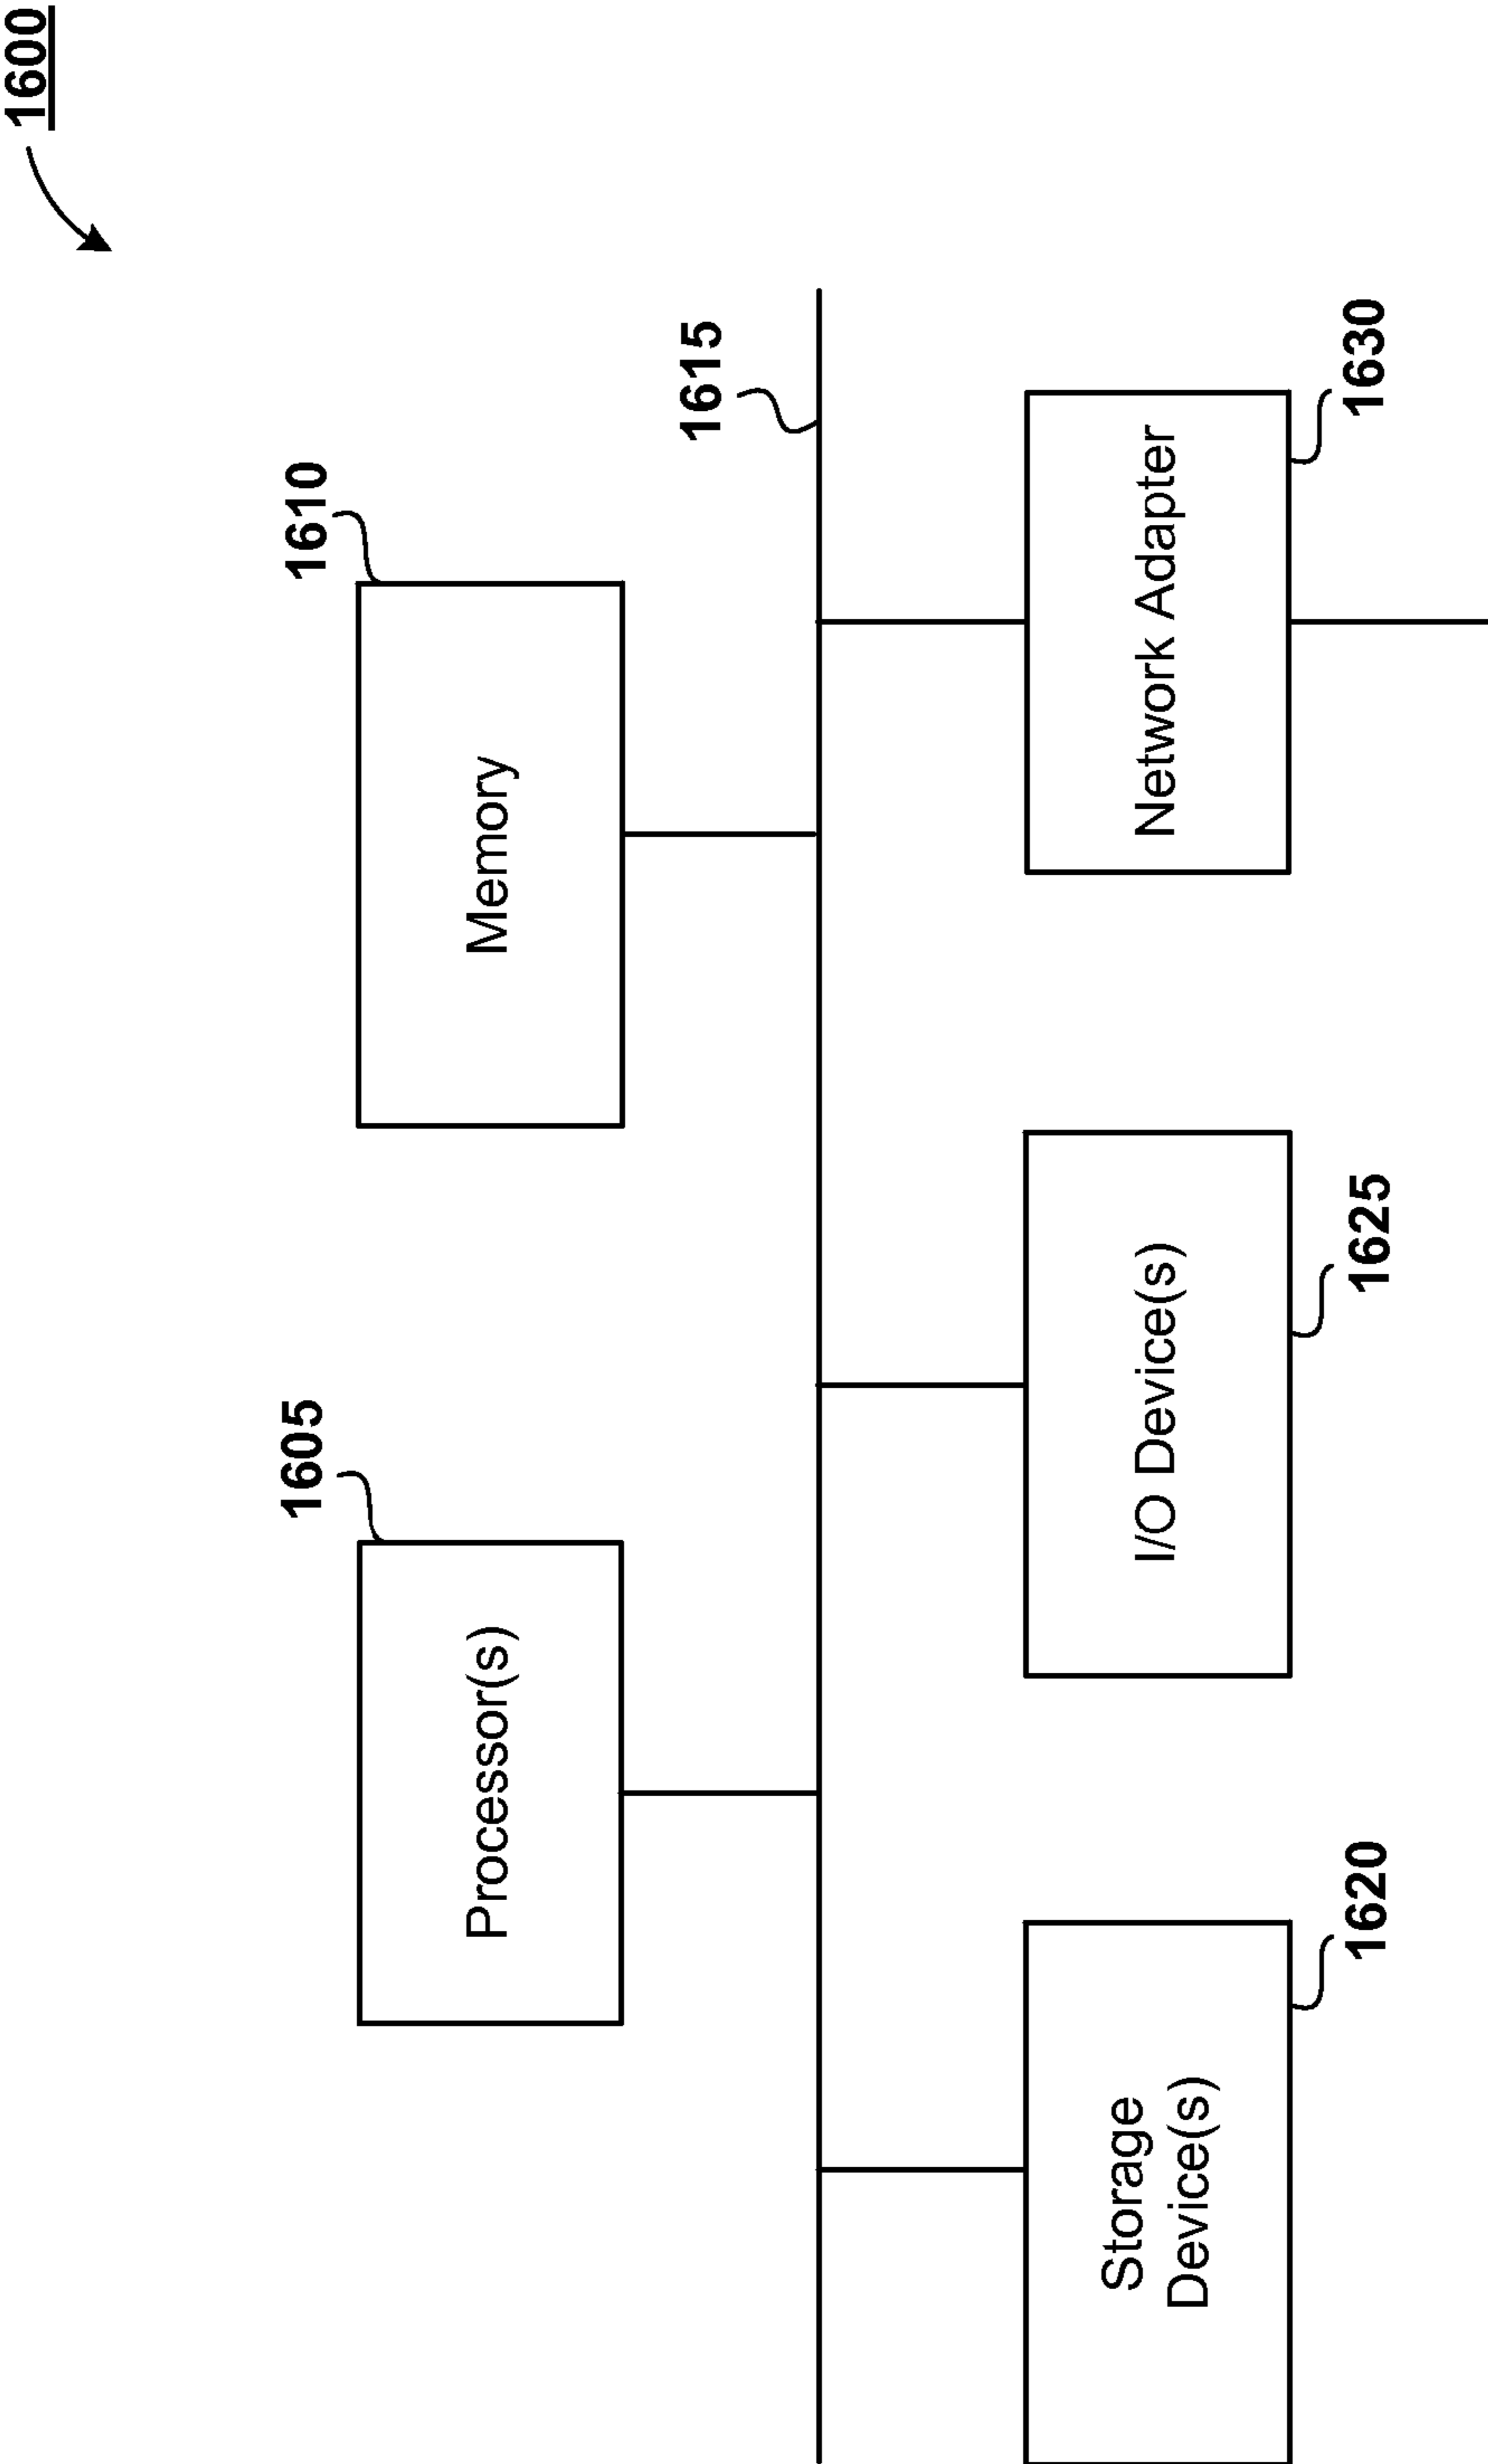 1600
1605
1610
Processor(s)
Memory
1615
Storage
Device(s)
I/O Device(s)
Network Adapter
1620
1625
1630